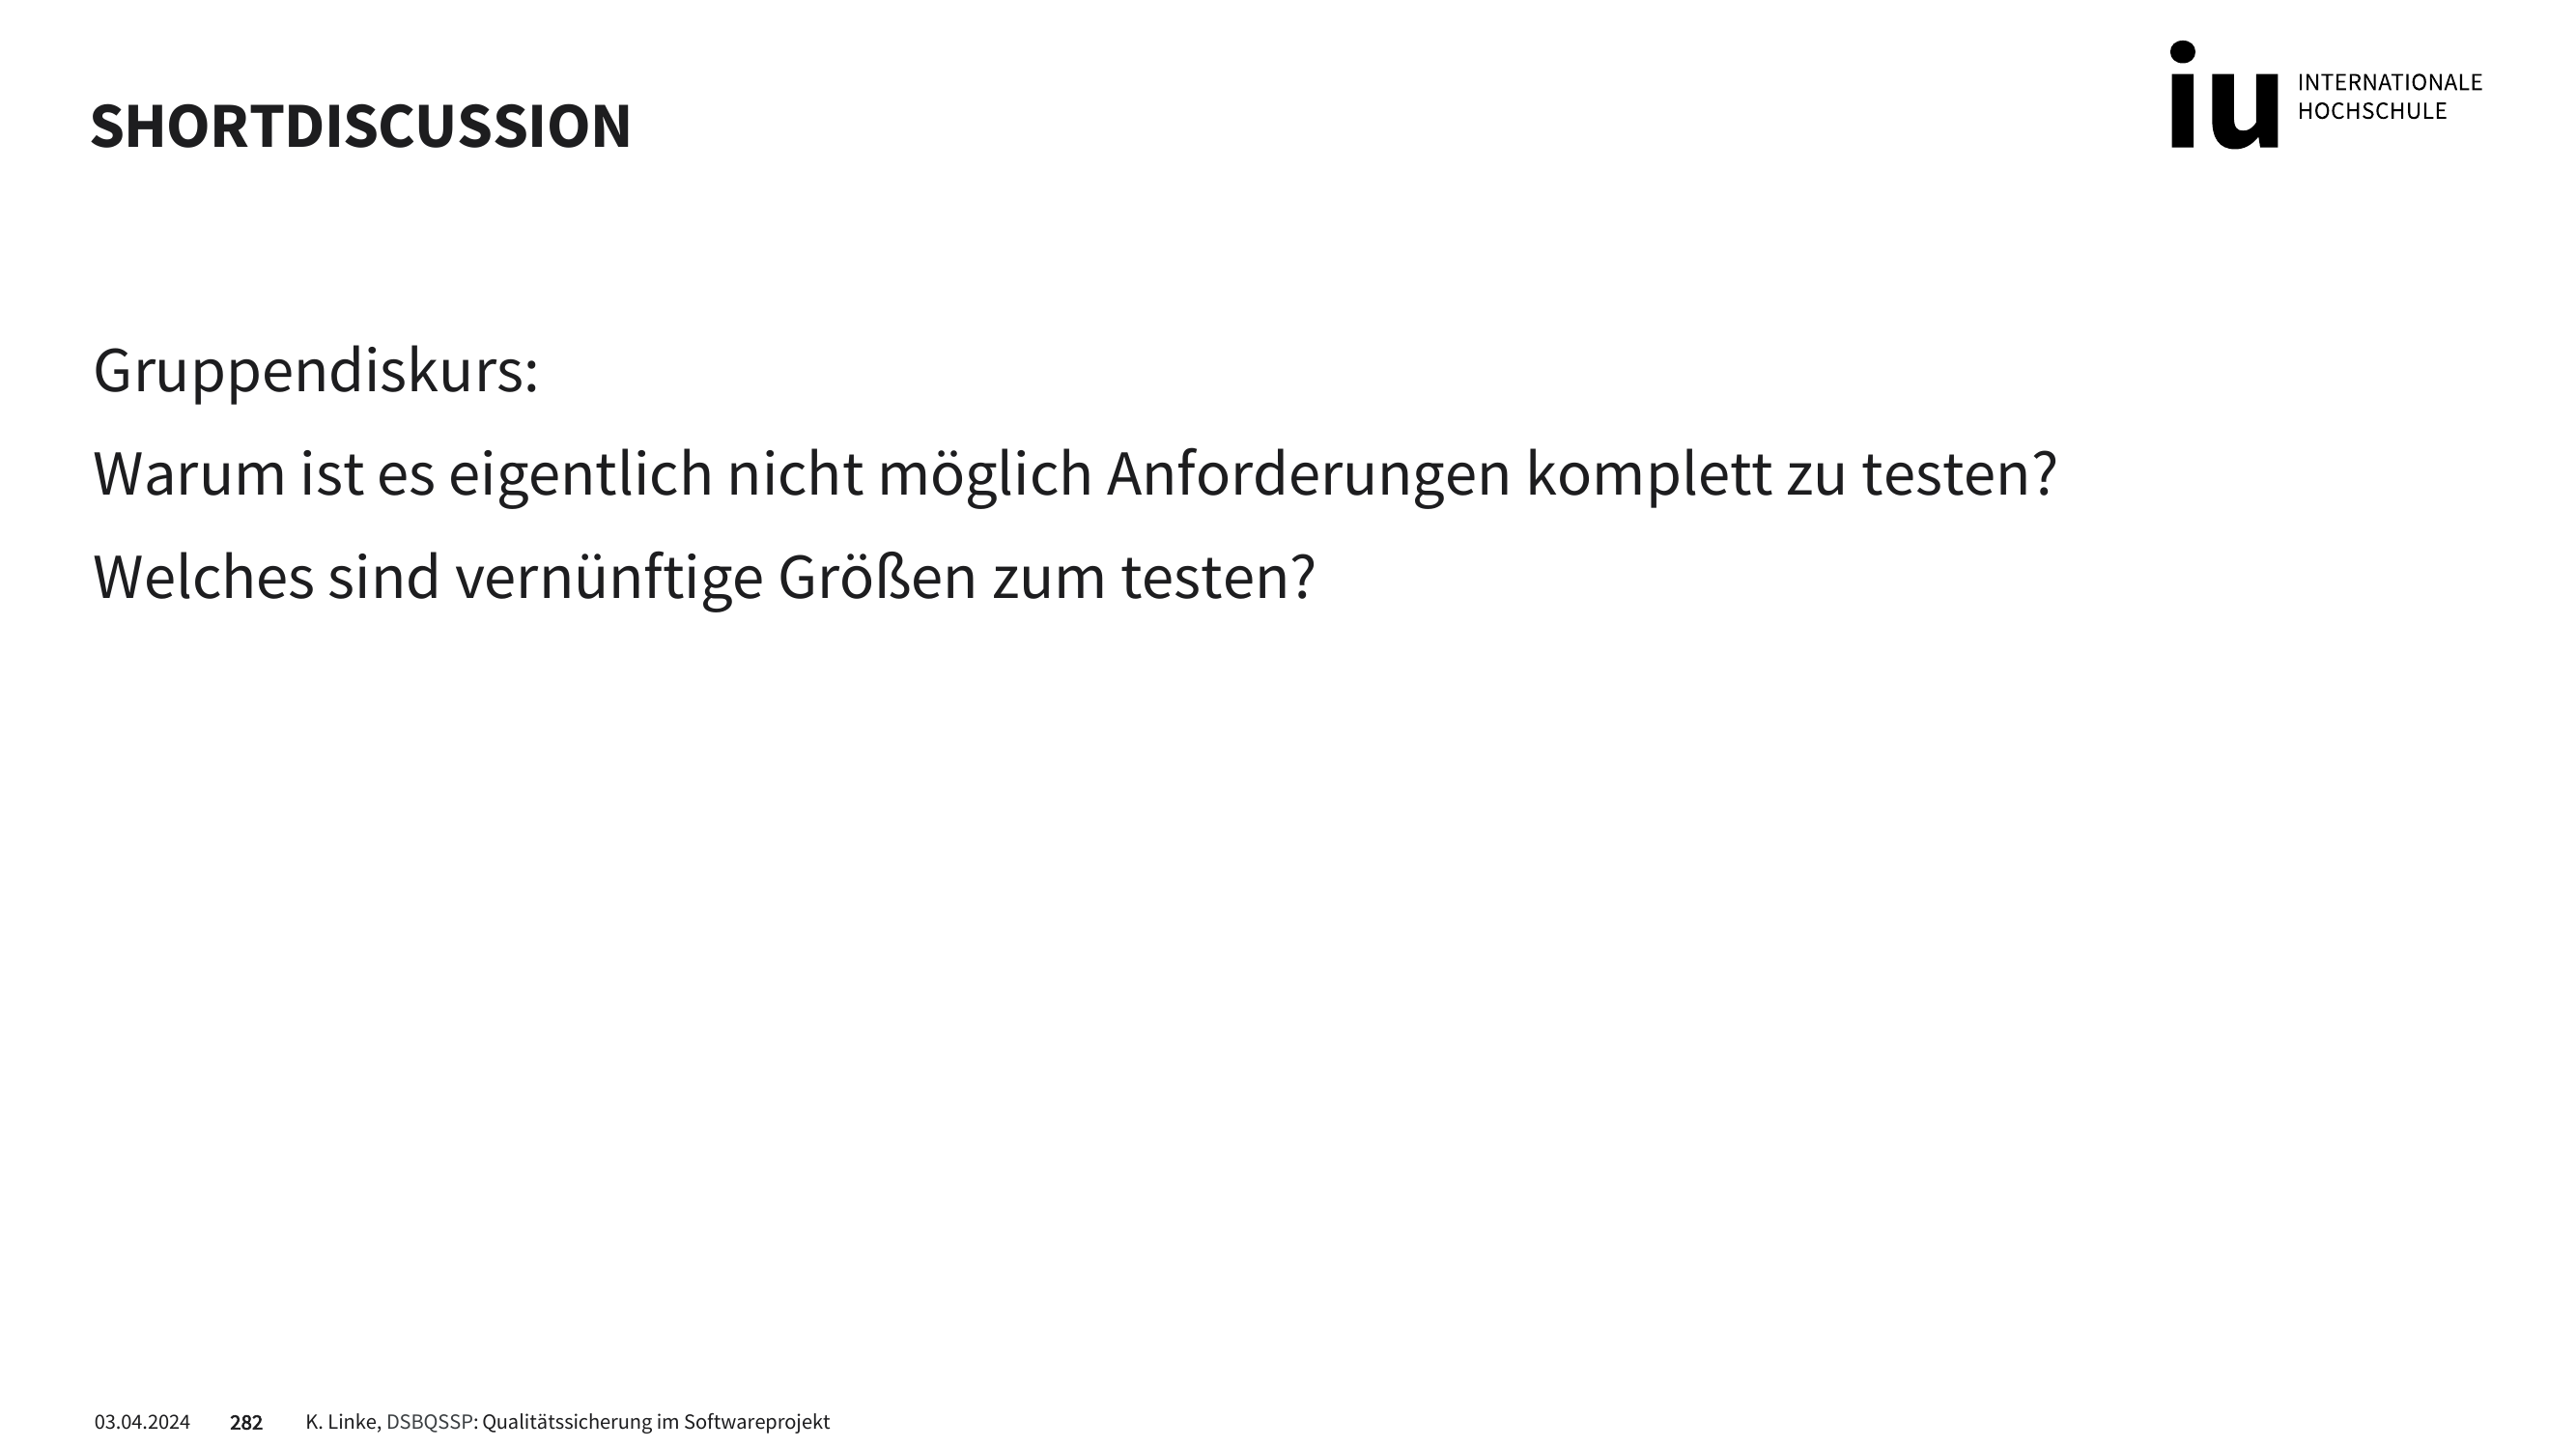 SHORTDISCUSSION
iu INTERNATIONALE
HOCHSCHULE
Gruppendiskurs:
Warum ist es eigentlich nicht möglich Anforderungen komplett zu testen?
Welches sind vernünftige Größen zum testen?
03.04.2024 282 K. Linke, DSBQSSP: Qualitätssicherung im Softwareprojekt